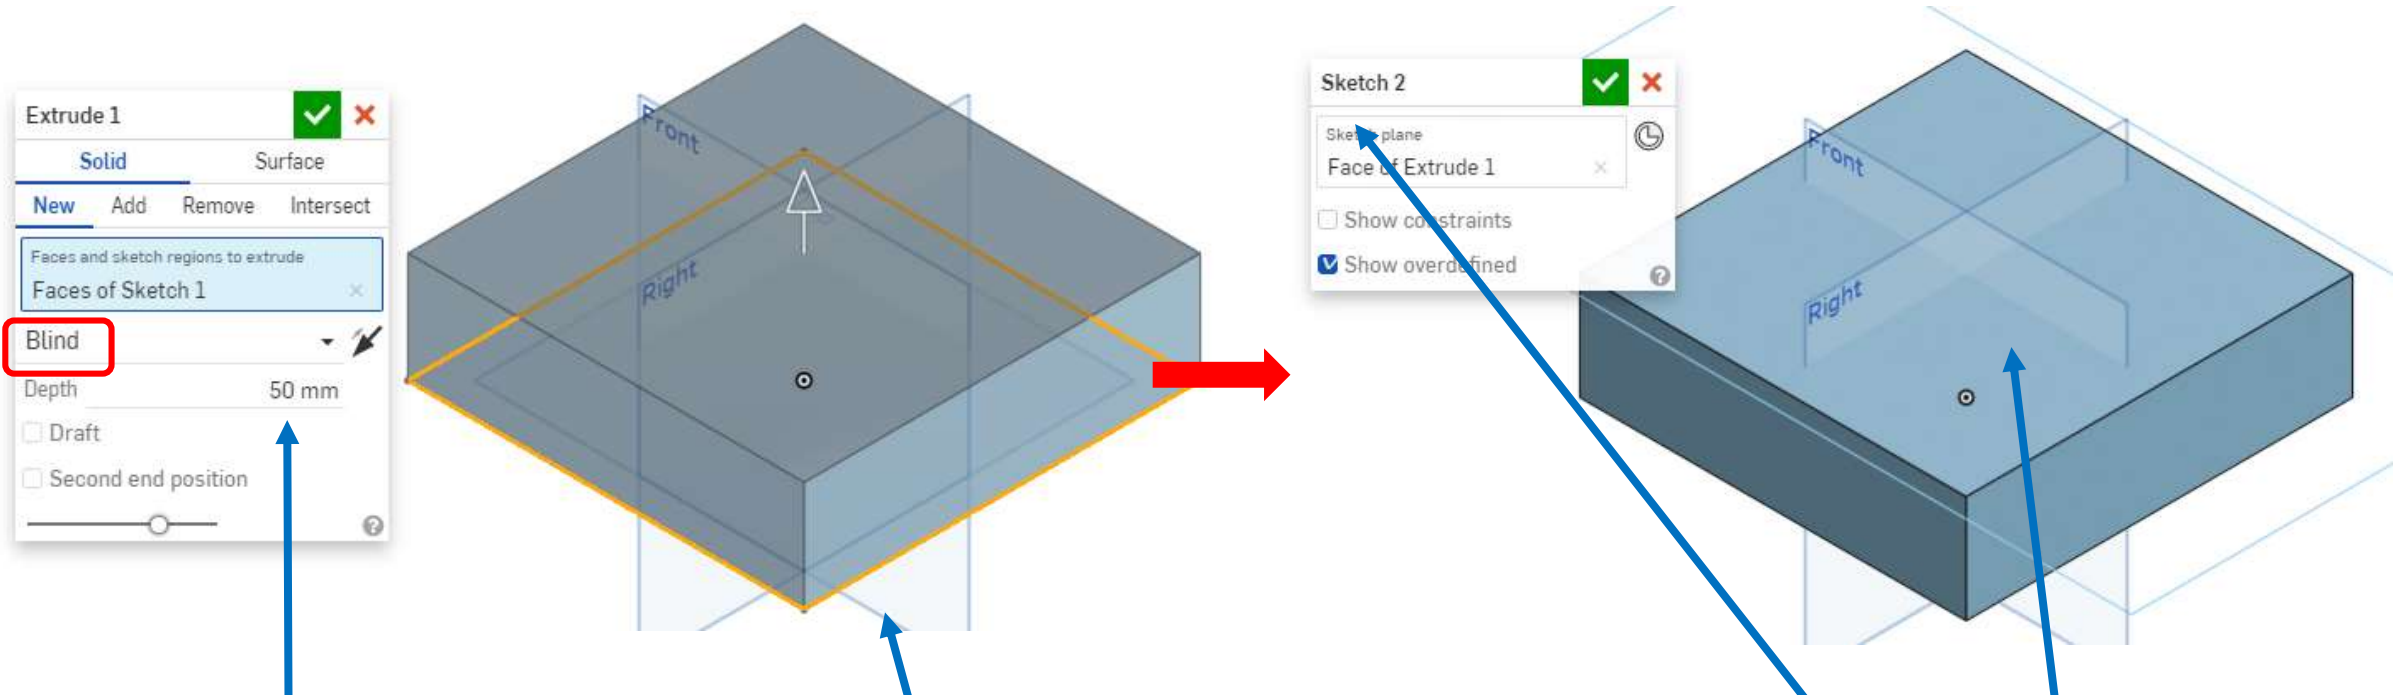 Extrude 1
Solid Surface
New Add Remove Intersect
Faces and sketch regions to extrude
Faces of Sketch 1
Blind
Depth 50 mm
Draft
Second end position
Front
Right
Sketch 2
Sketch plane
Face of Extrude 1
Show constraints
Show overdefined
Front
Right